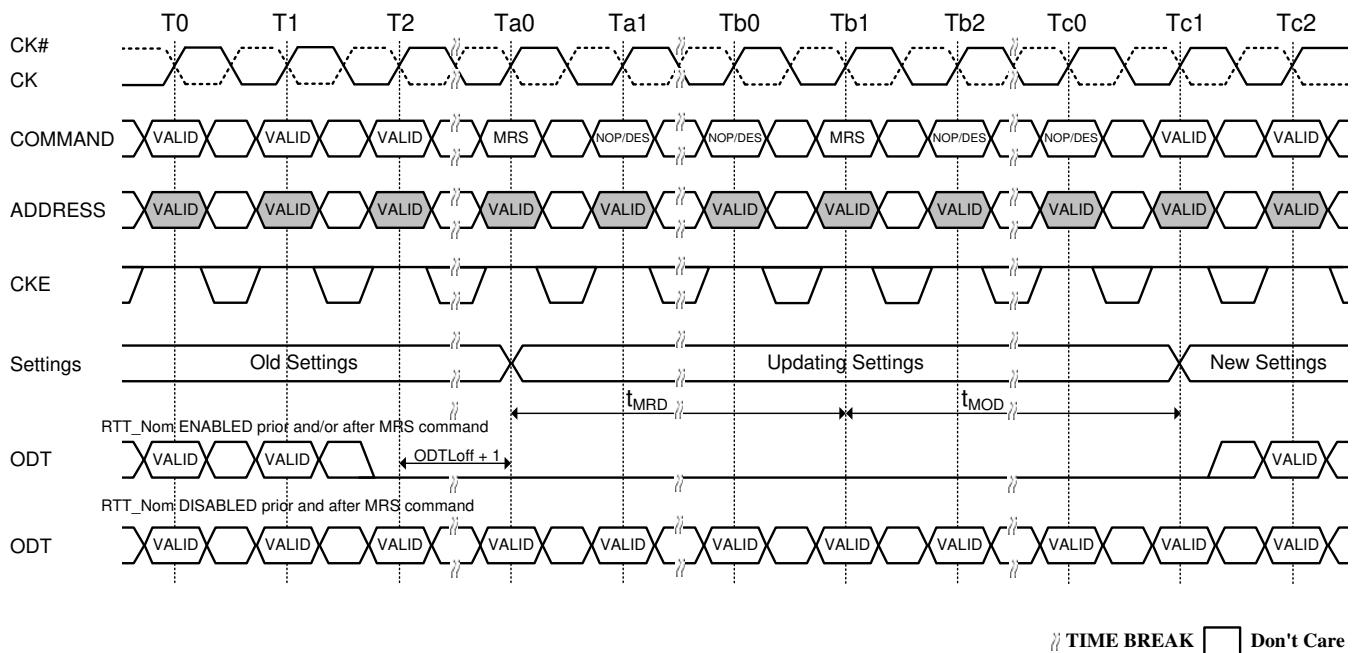 T0 T1 T2 Ta0 Ta1 Tb0 Tb1 Tb2 Tc0 Tc1 Tc2
CK#
CK
COMMAND VALID VALID VALID MRS NOP/DES NOP/DES MRS NOP/DES NOP/DES VALID VALID
ADDRESS VALID VALID VALID VALID VALID VALID VALID VALID VALID VALID VALID
CKE
Settings Old Settings Updating Settings New Settings
tMRD tMOD
RTT_Nom ENABLED prior and/or after MRS command
ODT VALID VALID ODTLoff + 1 VALID
RTT_Nom DISABLED prior and after MRS command
ODT VALID VALID VALID VALID VALID VALID VALID VALID VALID VALID VALID
TIME BREAK Don't Care